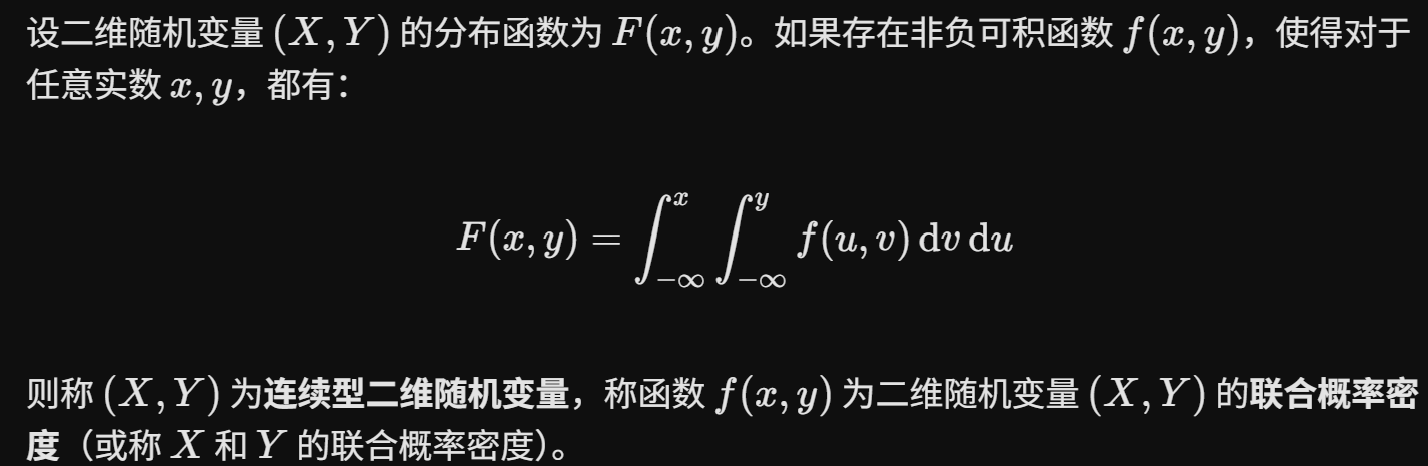 设二维随机变量 (X, Y) 的分布函数为 F(x, y)。如果存在非负可积函数 f(x, y)，使得对于
任意实数 x, y，都有：
F(x, y) = ∫_{-∞}^{x} ∫_{-∞}^{y} f(u, v) dv du
则称 (X, Y) 为连续型二维随机变量，称函数 f(x, y) 为二维随机变量 (X, Y) 的联合概率密
度（或称 X 和 Y 的联合概率密度）。